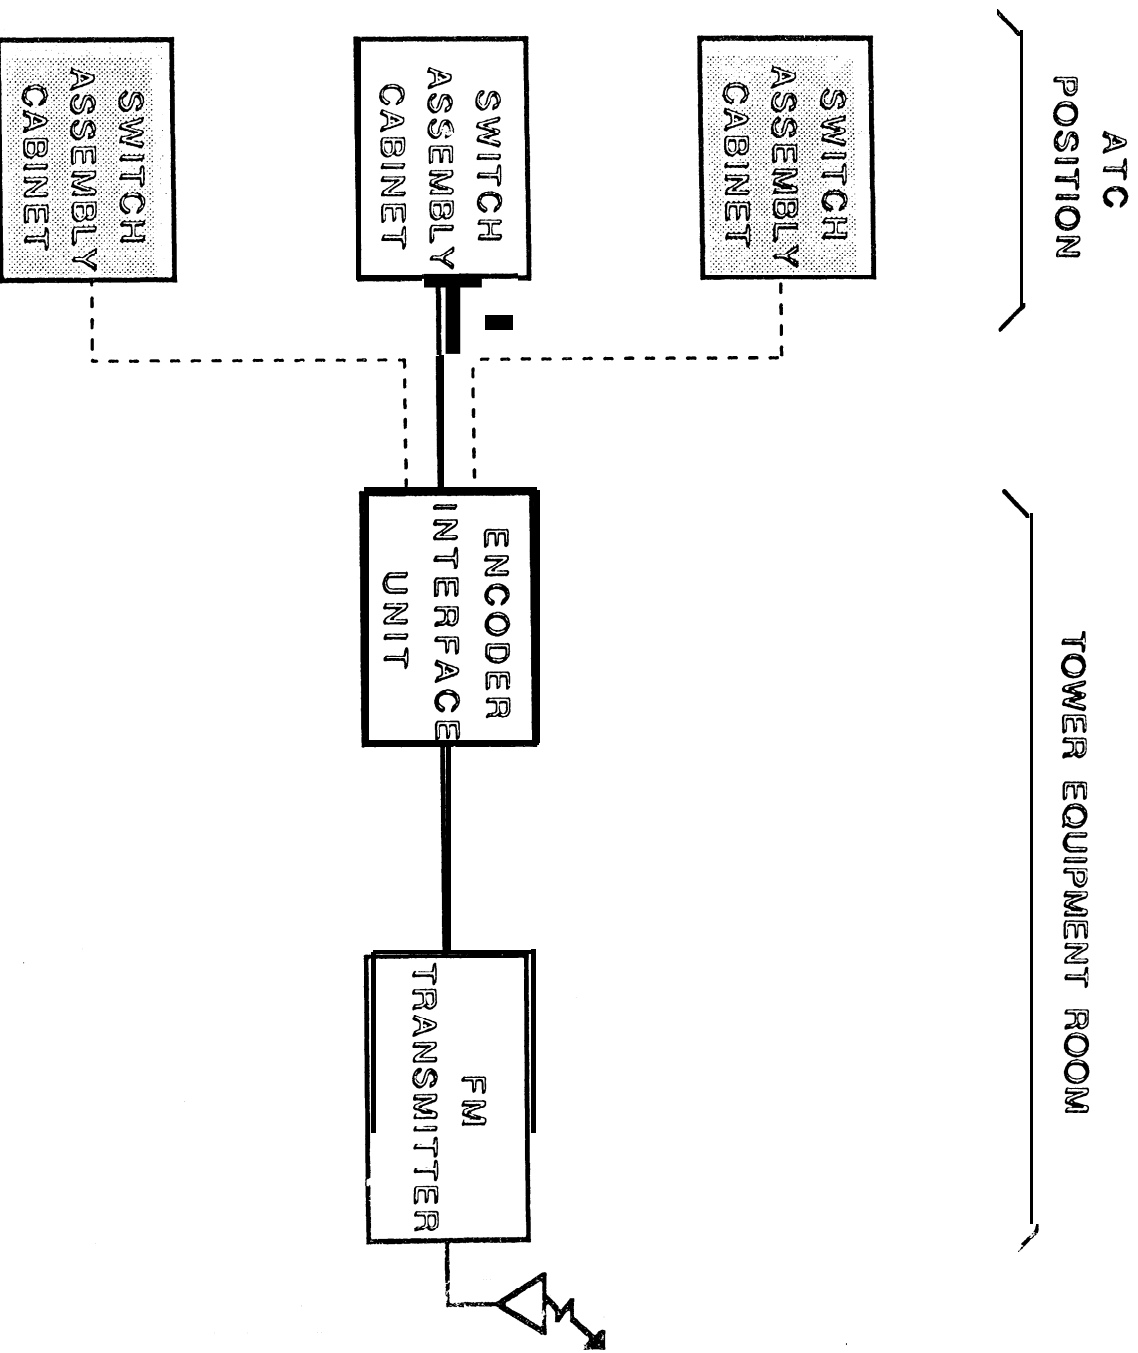 ATC
POSITION
TOWER EQUIPMENT ROOM
SWITCH
ASSEMBLY
CABINET
SWITCH
ASSEMBLY
CABINET
SWITCH
ASSEMBLY
CABINET
ENCODER
INTERFACE
UNIT
FM
TRANSMITTER